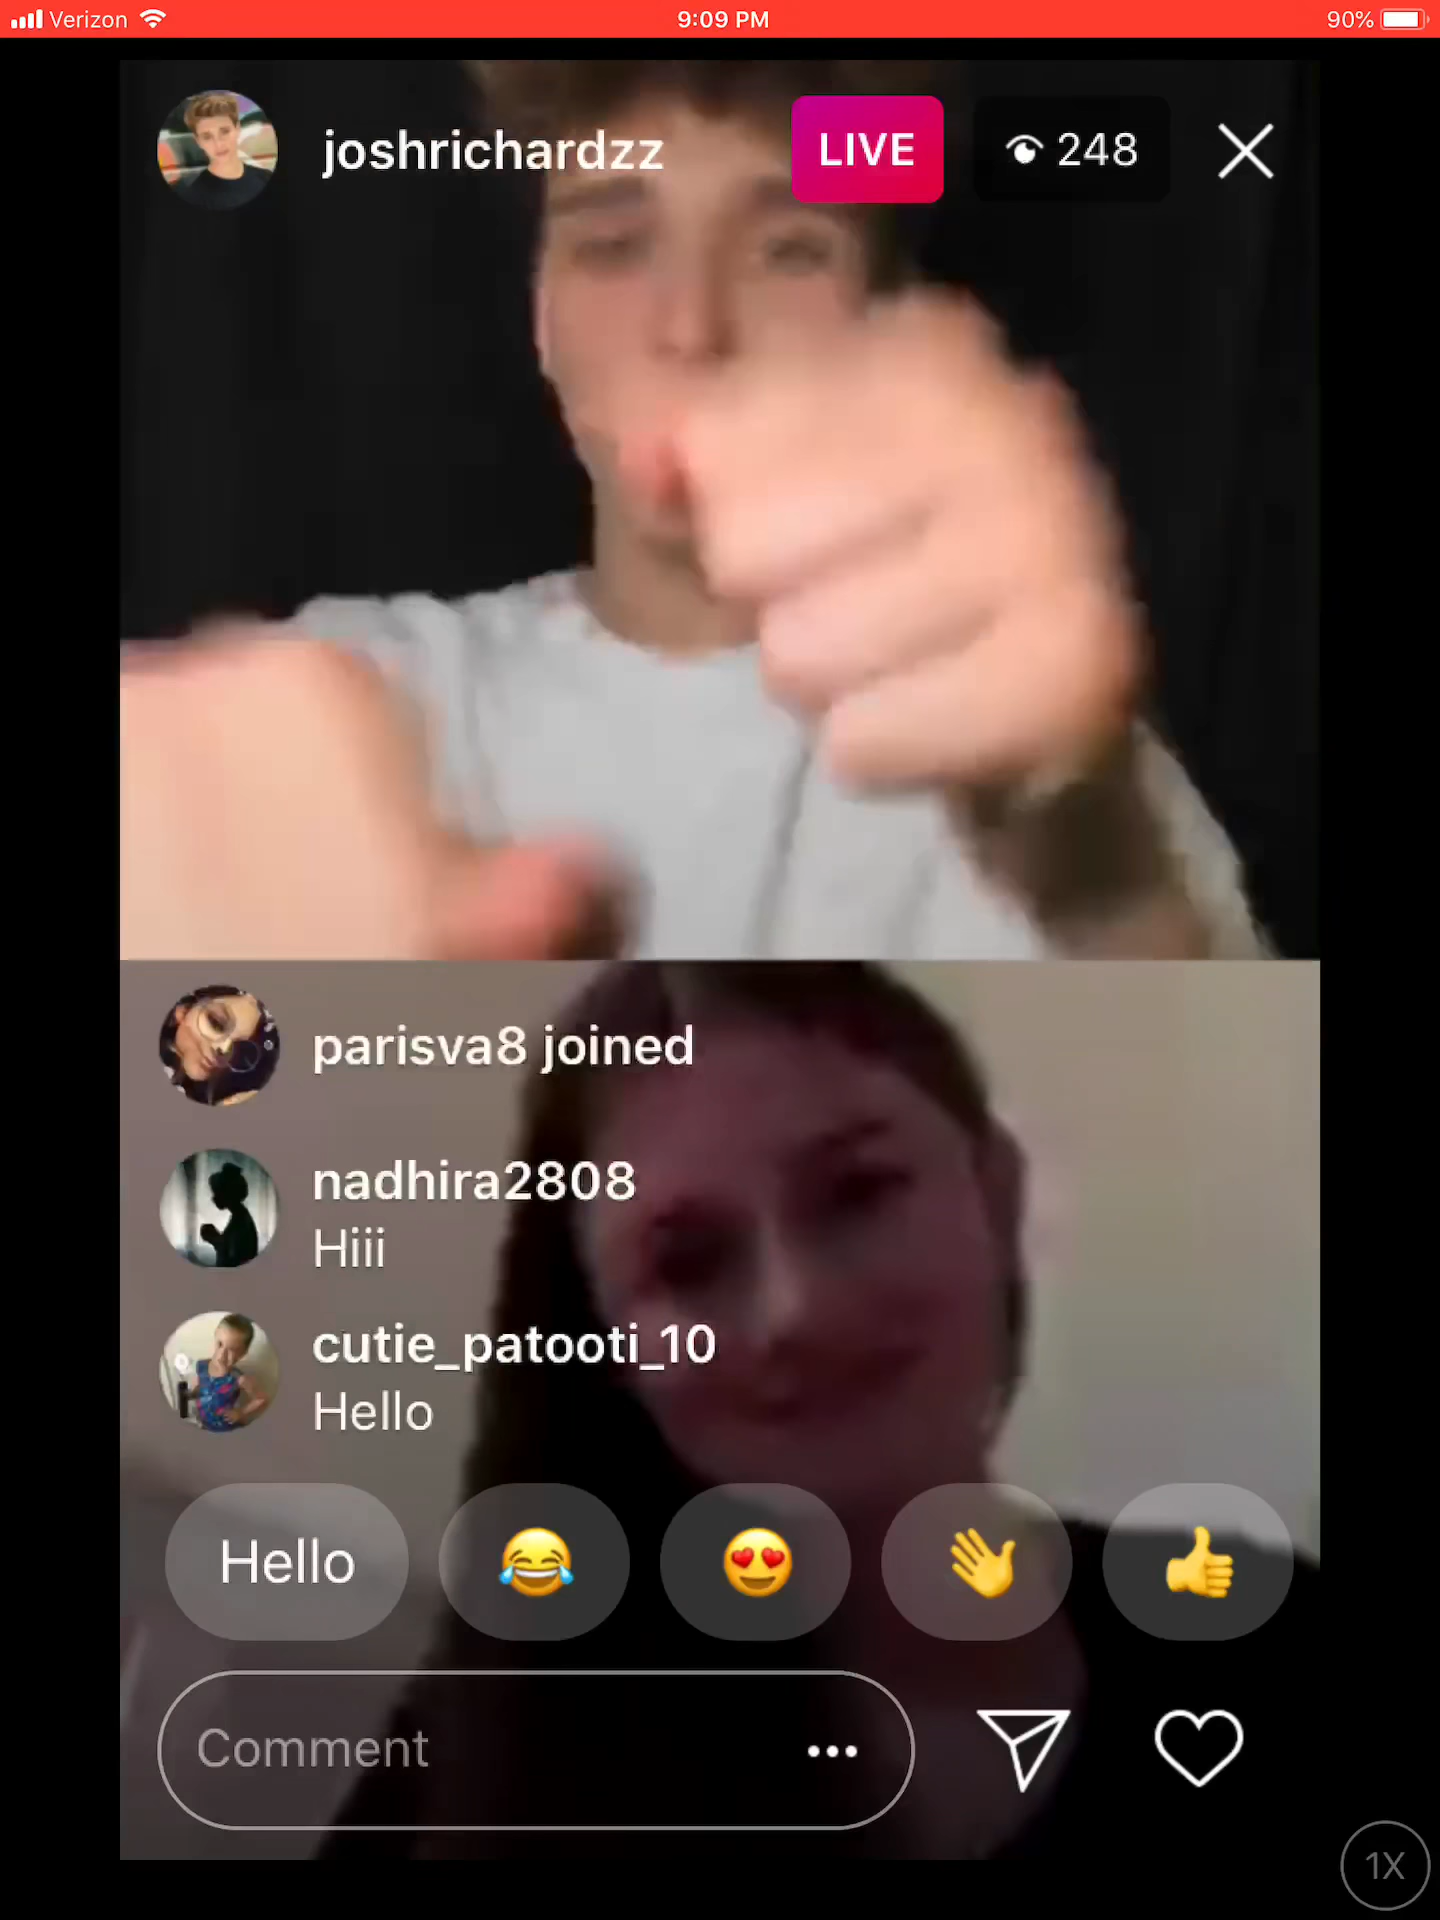 Verizon 9:09 PM 90%
joshrichardzz LIVE 248
parisva8 joined
nadhira2808
Hiii
cutie_patooti_10
Hello
Hello 😂 😍 👋 👍
Comment
1X